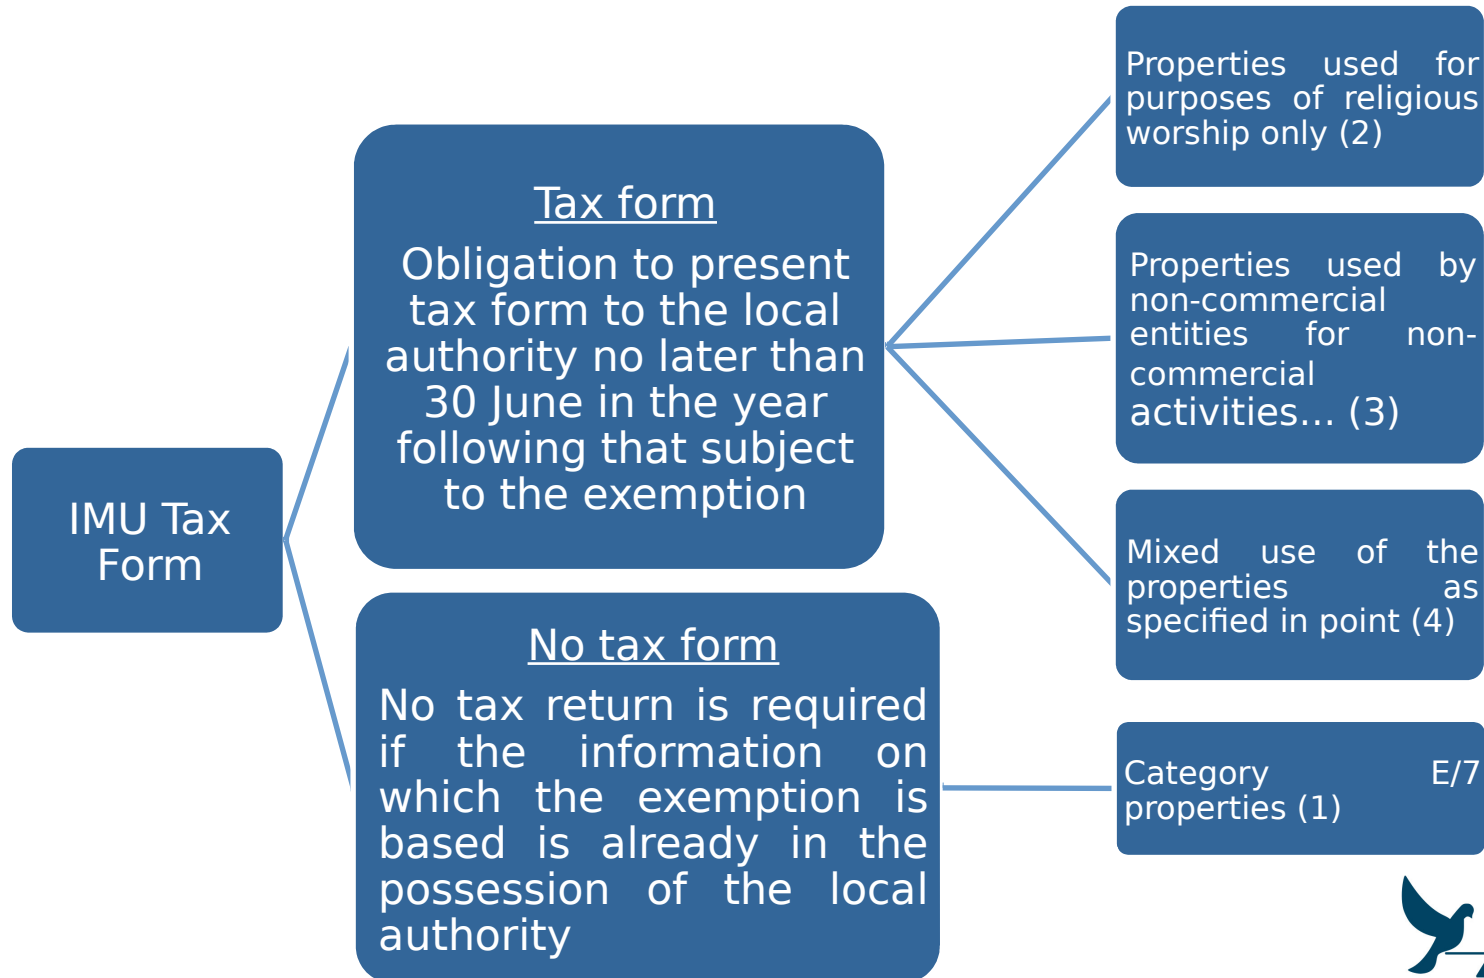 IMU Tax
Form
Tax form
Obligation to present
tax form to the local
authority no later than
30 June in the year
following that subject
to the exemption
No tax form
No tax return is required
if the information on
which the exemption is
based is already in the
possession of the local
authority
Properties used for
purposes of religious
worship only (2)
Properties used by
non-commercial
entities for non-
commercial
activities... (3)
Mixed use of the
properties as
specified in point (4)
Category E/7
properties (1)